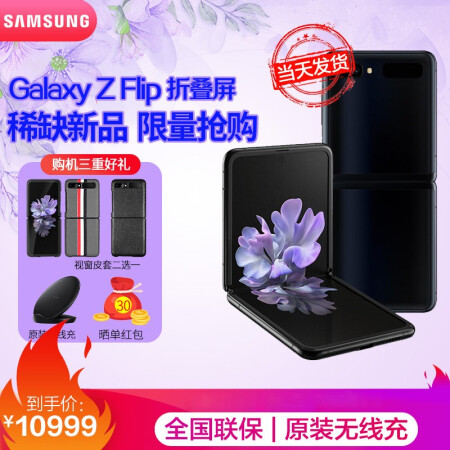 SAMSUNG
当天发货
Galaxy Z Flip 折叠屏
稀缺新品 限量抢购
购机三重好礼
视窗皮套二选一
30
原装无线充
晒单红包
到手价:
¥10999
全国联保 | 原装无线充